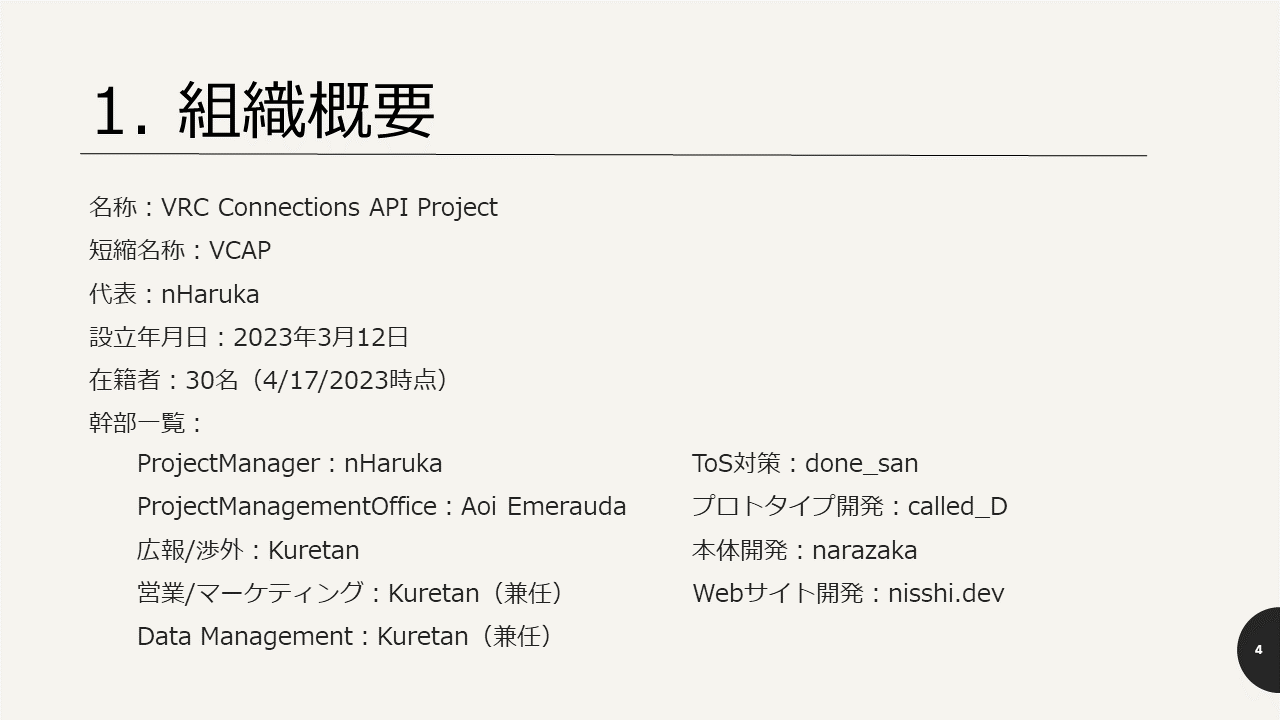 1. 組織概要
名称：VRC Connections API Project
短縮名称：VCAP
代表：nHaruka
設立年月日：2023年3月12日
在籍者：30名（4/17/2023時点）
幹部一覧：
ProjectManager：nHaruka
ProjectManagementOffice：Aoi Emerauda
広報/渉外：Kuretan
営業/マーケティング：Kuretan（兼任）
Data Management：Kuretan（兼任）
ToS対策：done_san
プロトタイプ開発：called_D
本体開発：narazaka
Webサイト開発：nisshi.dev
4